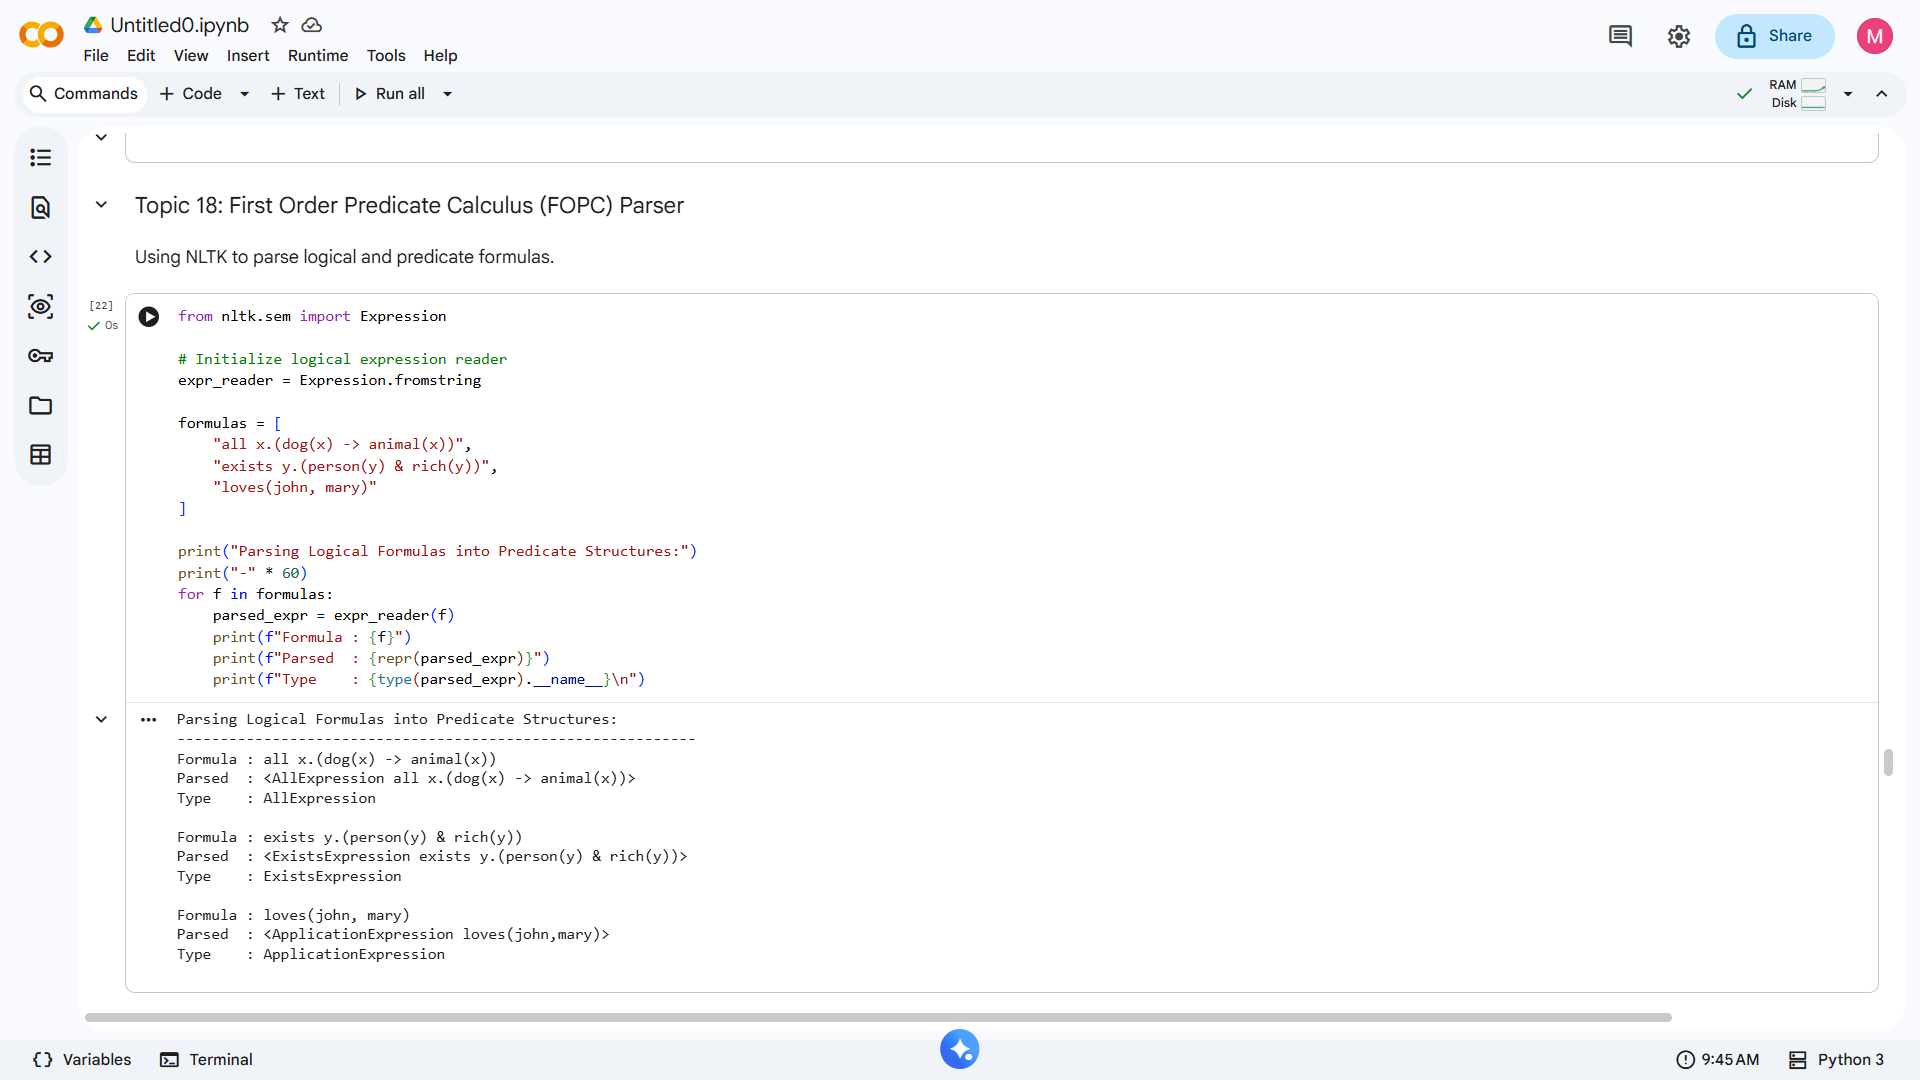 Untitled0.ipynb
File Edit View Insert Runtime Tools Help
Share
M
Commands + Code + Text Run all
RAM
Disk
Topic 18: First Order Predicate Calculus (FOPC) Parser
Using NLTK to parse logical and predicate formulas.
[22]
0s
from nltk.sem import Expression
# Initialize logical expression reader
expr_reader = Expression.fromstring
formulas = [
    "all x.(dog(x) -> animal(x))",
    "exists y.(person(y) & rich(y))",
    "loves(john, mary)"
]
print("Parsing Logical Formulas into Predicate Structures:")
print("-" * 60)
for f in formulas:
    parsed_expr = expr_reader(f)
    print(f"Formula : {f}")
    print(f"Parsed  : {repr(parsed_expr)}")
    print(f"Type    : {type(parsed_expr).__name__}\n")
Parsing Logical Formulas into Predicate Structures:
------------------------------------------------------------
Formula : all x.(dog(x) -> animal(x))
Parsed  : <AllExpression all x.(dog(x) -> animal(x))>
Type    : AllExpression
Formula : exists y.(person(y) & rich(y))
Parsed  : <ExistsExpression exists y.(person(y) & rich(y))>
Type    : ExistsExpression
Formula : loves(john, mary)
Parsed  : <ApplicationExpression loves(john,mary)>
Type    : ApplicationExpression
Variables Terminal
9:45 AM Python 3